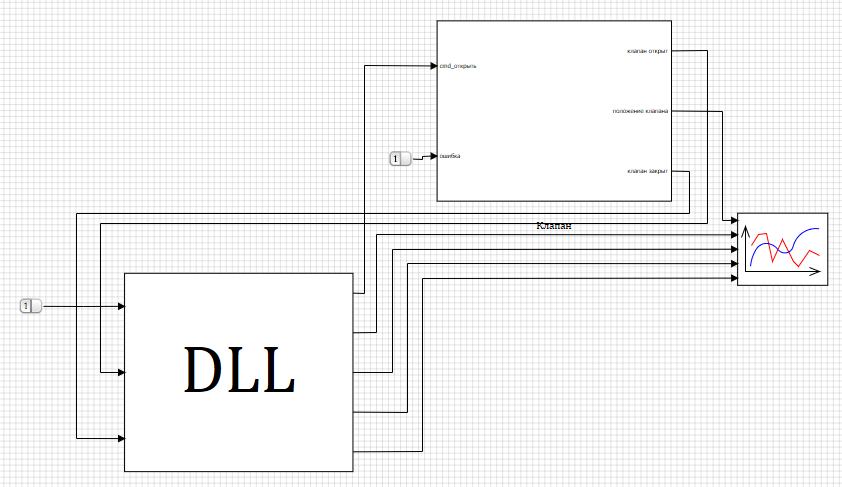 клапан открыт
cmd_открыть
положение клапана
1
ошибка
клапан закрыт
Клапан
1
DLL